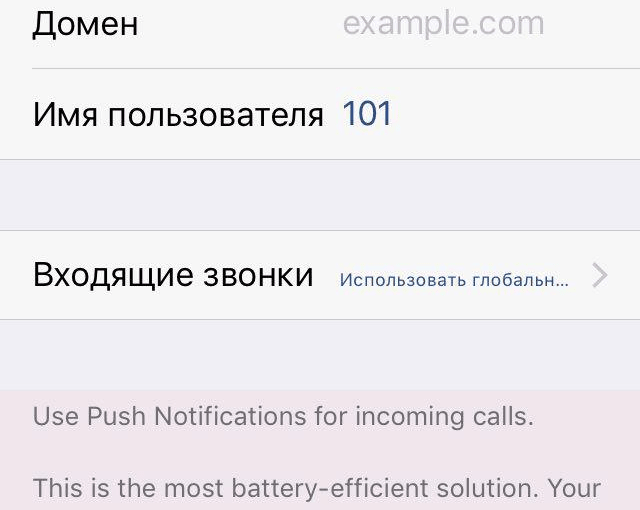 Домен example.com
Имя пользователя 101
Входящие звонки Использовать глобальн...
Use Push Notifications for incoming calls.
This is the most battery-efficient solution. Your